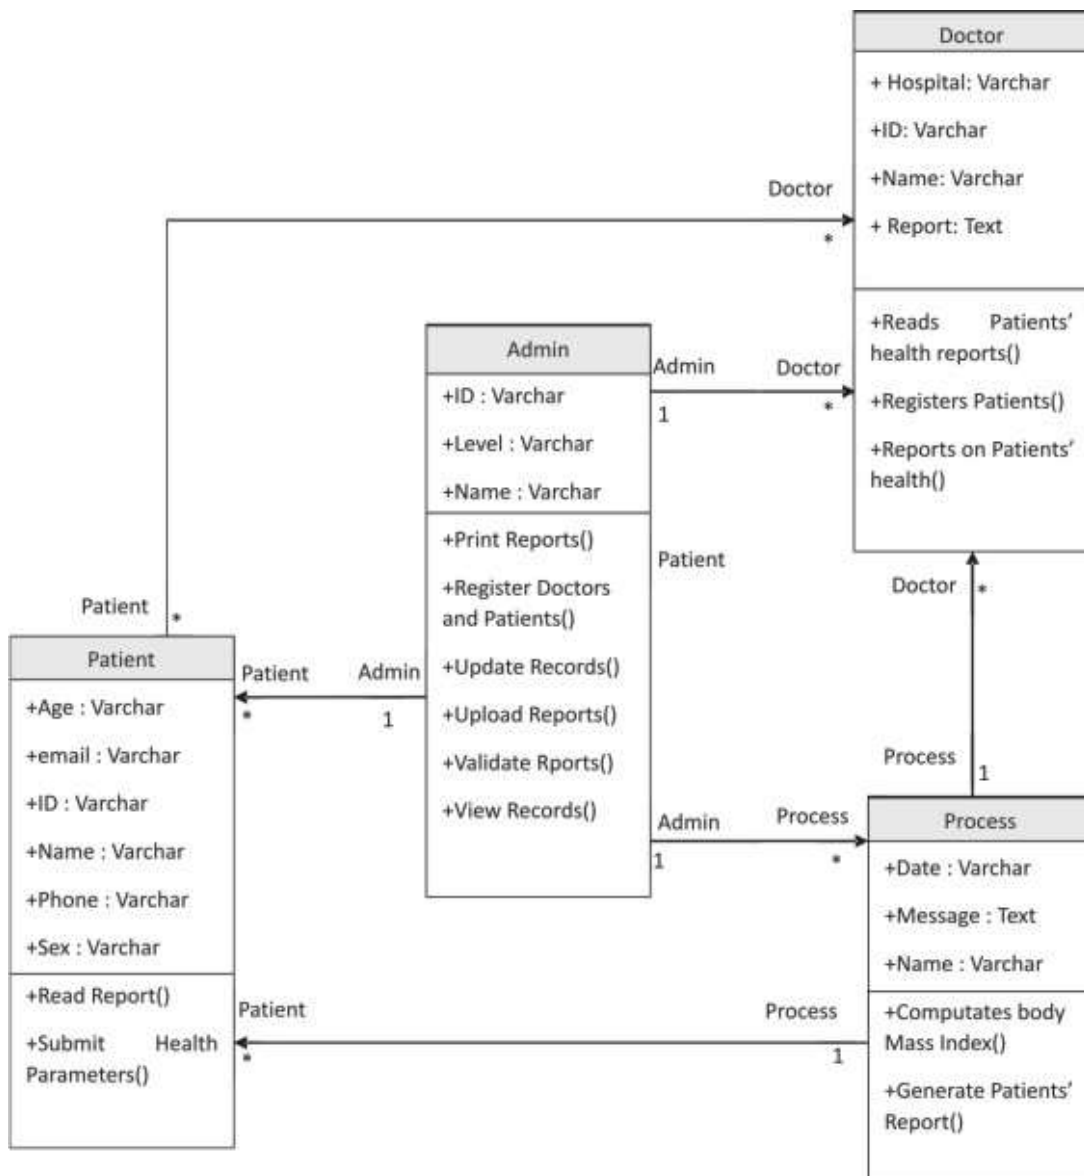 Doctor
+ Hospital: Varchar
+ID: Varchar
+Name: Varchar
+ Report: Text
+Reads Patients'
health reports()
+Registers Patients()
+Reports on Patients'
health()
Doctor
*
Patient
*
Admin
+ID : Varchar
+Level : Varchar
+Name : Varchar
+Print Reports()
+Register Doctors
and Patients()
+Update Records()
+Upload Reports()
+Validate Rports()
+View Records()
Admin
1
Doctor
*
Patient
Doctor
*
Process
1
Patient
*
Admin
1
Patient
+Age : Varchar
+email : Varchar
+ID : Varchar
+Name : Varchar
+Phone : Varchar
+Sex : Varchar
+Read Report()
+Submit Health
Parameters()
Admin
1
Process
*
Process
+Date : Varchar
+Message : Text
+Name : Varchar
+Computates body
Mass Index()
+Generate Patients'
Report()
Patient
*
Process
1